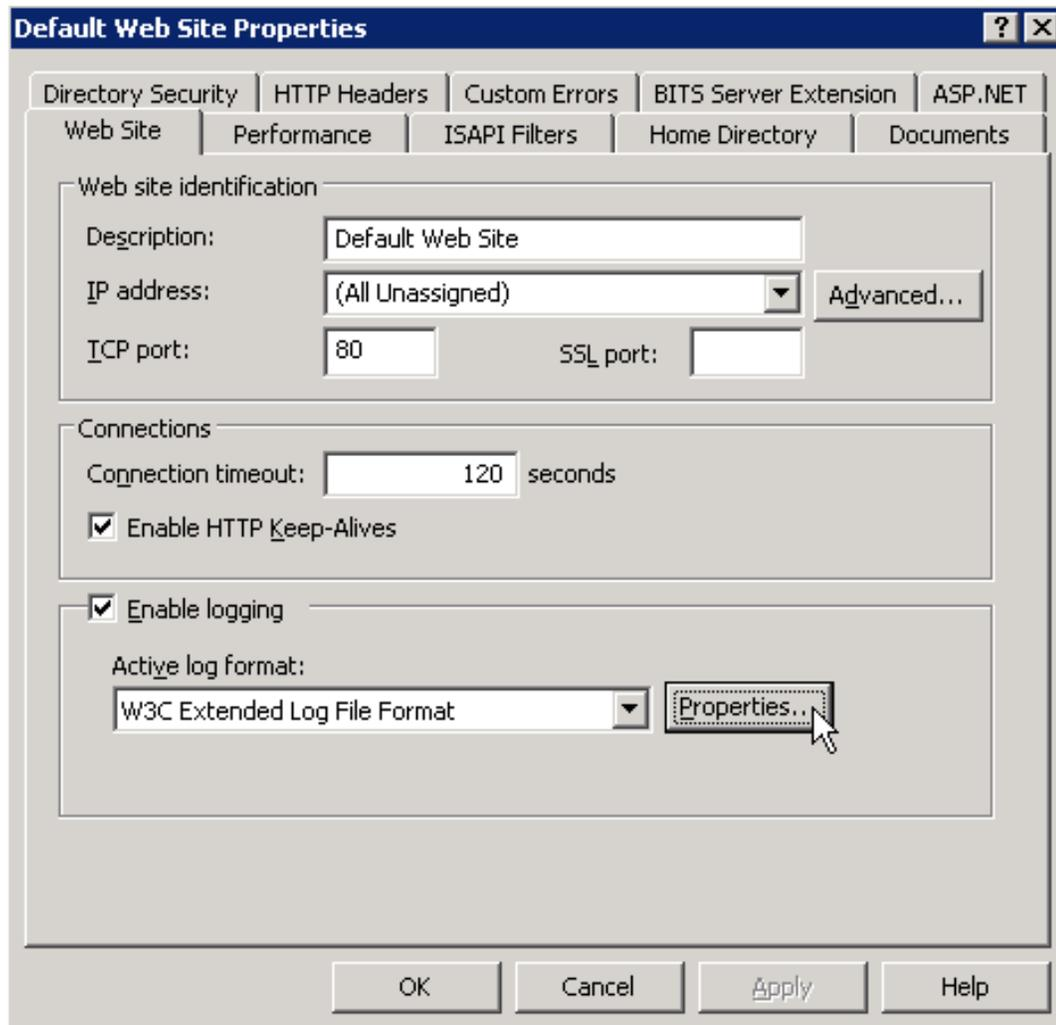 Default Web Site Properties
Directory Security HTTP Headers Custom Errors BITS Server Extension ASP.NET
Web Site Performance ISAPI Filters Home Directory Documents
Web site identification
Description: Default Web Site
IP address: (All Unassigned) Advanced...
TCP port: 80 SSL port:
Connections
Connection timeout: 120 seconds
Enable HTTP Keep-Alives
Enable logging
Active log format:
W3C Extended Log File Format Properties...
OK Cancel Apply Help